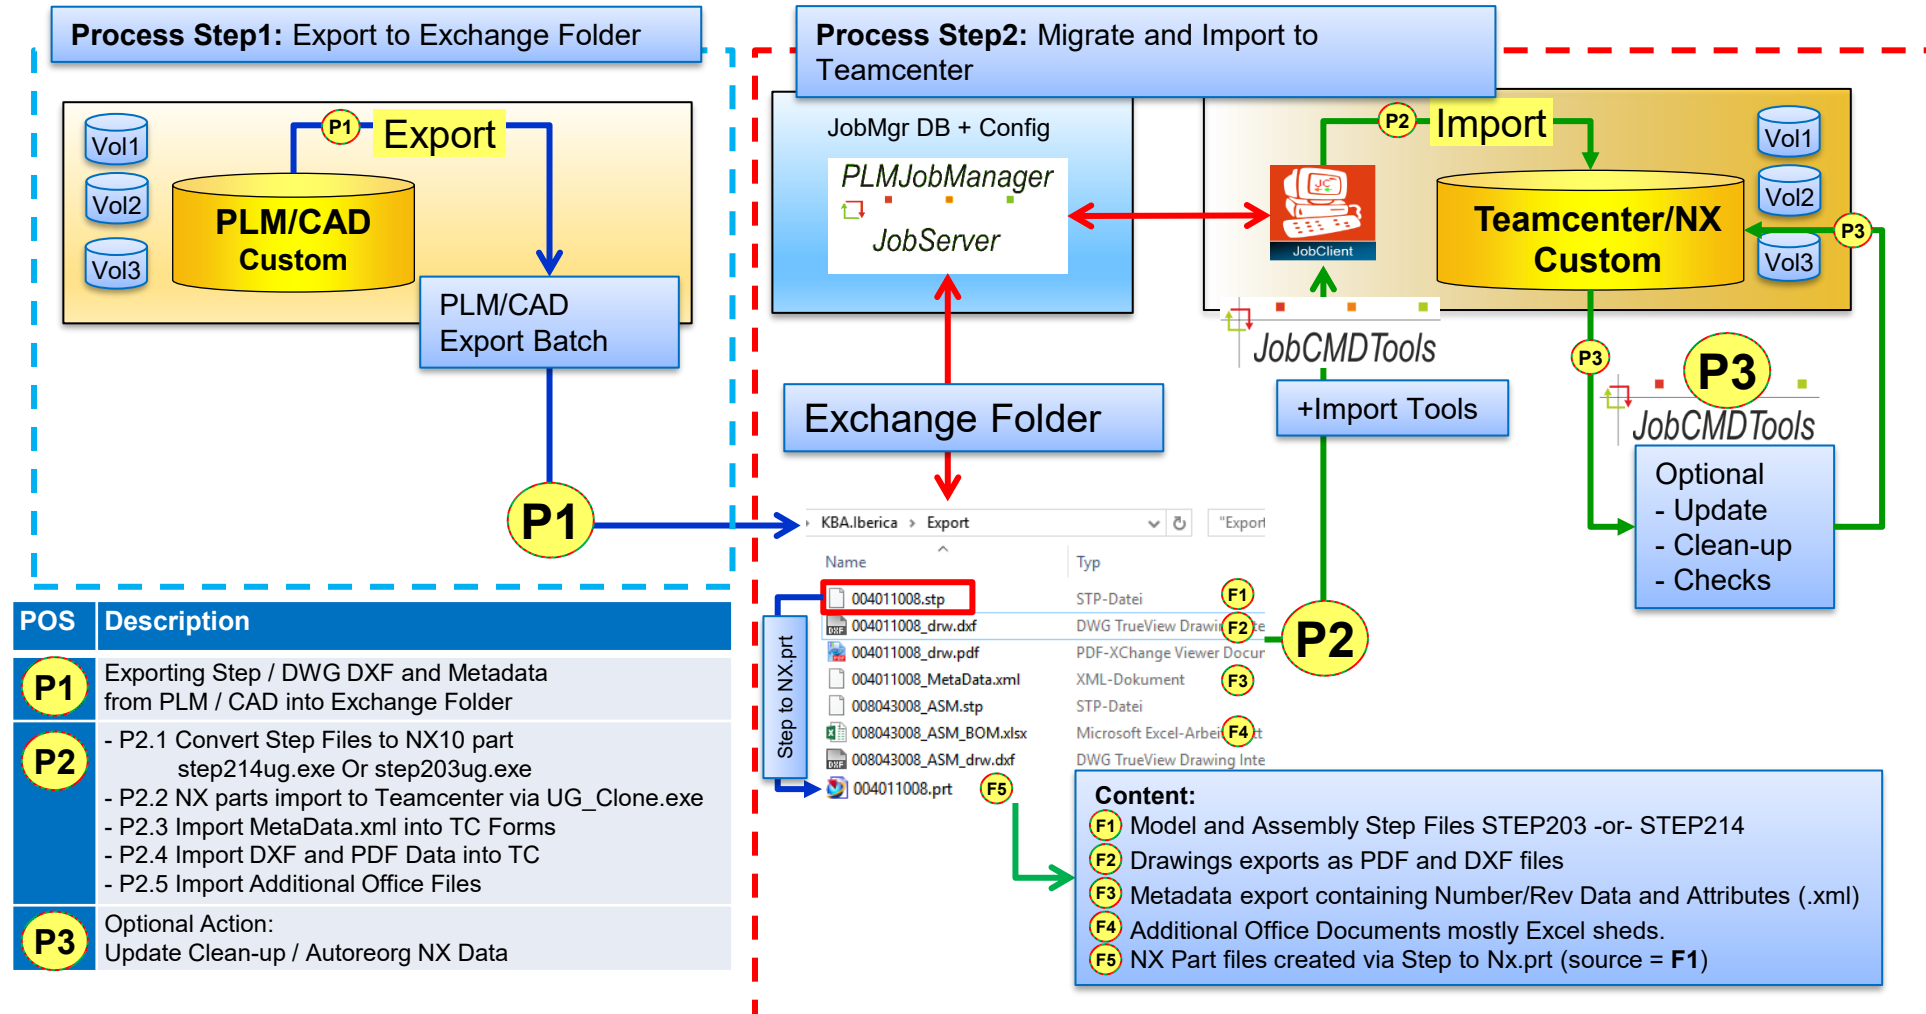 Process Step1: Export to Exchange Folder
Vol1
Vol2
Vol3
P1
Export
PLM/CAD
Custom
PLM/CAD
Export Batch
P1
Process Step2: Migrate and Import to
Teamcenter
JobMgr DB + Config
PLMJobManager
JobServer
P2
Import
JC
JobClient
Teamcenter/NX
Custom
Vol1
Vol2
Vol3
P3
JobCMDTools
+Import Tools
P3
P3
JobCMDTools
Optional
- Update
- Clean-up
- Checks
Exchange Folder
KBA.Iberica > Export
"Export
Name
Typ
004011008.stp
STP-Datei
F1
004011008_drw.dxf
DWG TrueView Drawin
F2
004011008_drw.pdf
PDF-XChange Viewer Docur
004011008_MetaData.xml
XML-Dokument
F3
008043008_ASM.stp
STP-Datei
008043008_ASM_BOM.xlsx
Microsoft Excel-Arbei
F4
008043008_ASM_drw.dxf
DWG TrueView Drawing Inte
004011008.prt
F5
Step to NX.prt
P2
POS Description
P1
Exporting Step / DWG DXF and Metadata
from PLM / CAD into Exchange Folder
P2
- P2.1 Convert Step Files to NX10 part
step214ug.exe Or step203ug.exe
- P2.2 NX parts import to Teamcenter via UG_Clone.exe
- P2.3 Import MetaData.xml into TC Forms
- P2.4 Import DXF and PDF Data into TC
- P2.5 Import Additional Office Files
P3
Optional Action:
Update Clean-up / Autoreorg NX Data
Content:
F1 Model and Assembly Step Files STEP203 -or- STEP214
F2 Drawings exports as PDF and DXF files
F3 Metadata export containing Number/Rev Data and Attributes (.xml)
F4 Additional Office Documents mostly Excel sheds.
F5 NX Part files created via Step to Nx.prt (source = F1)